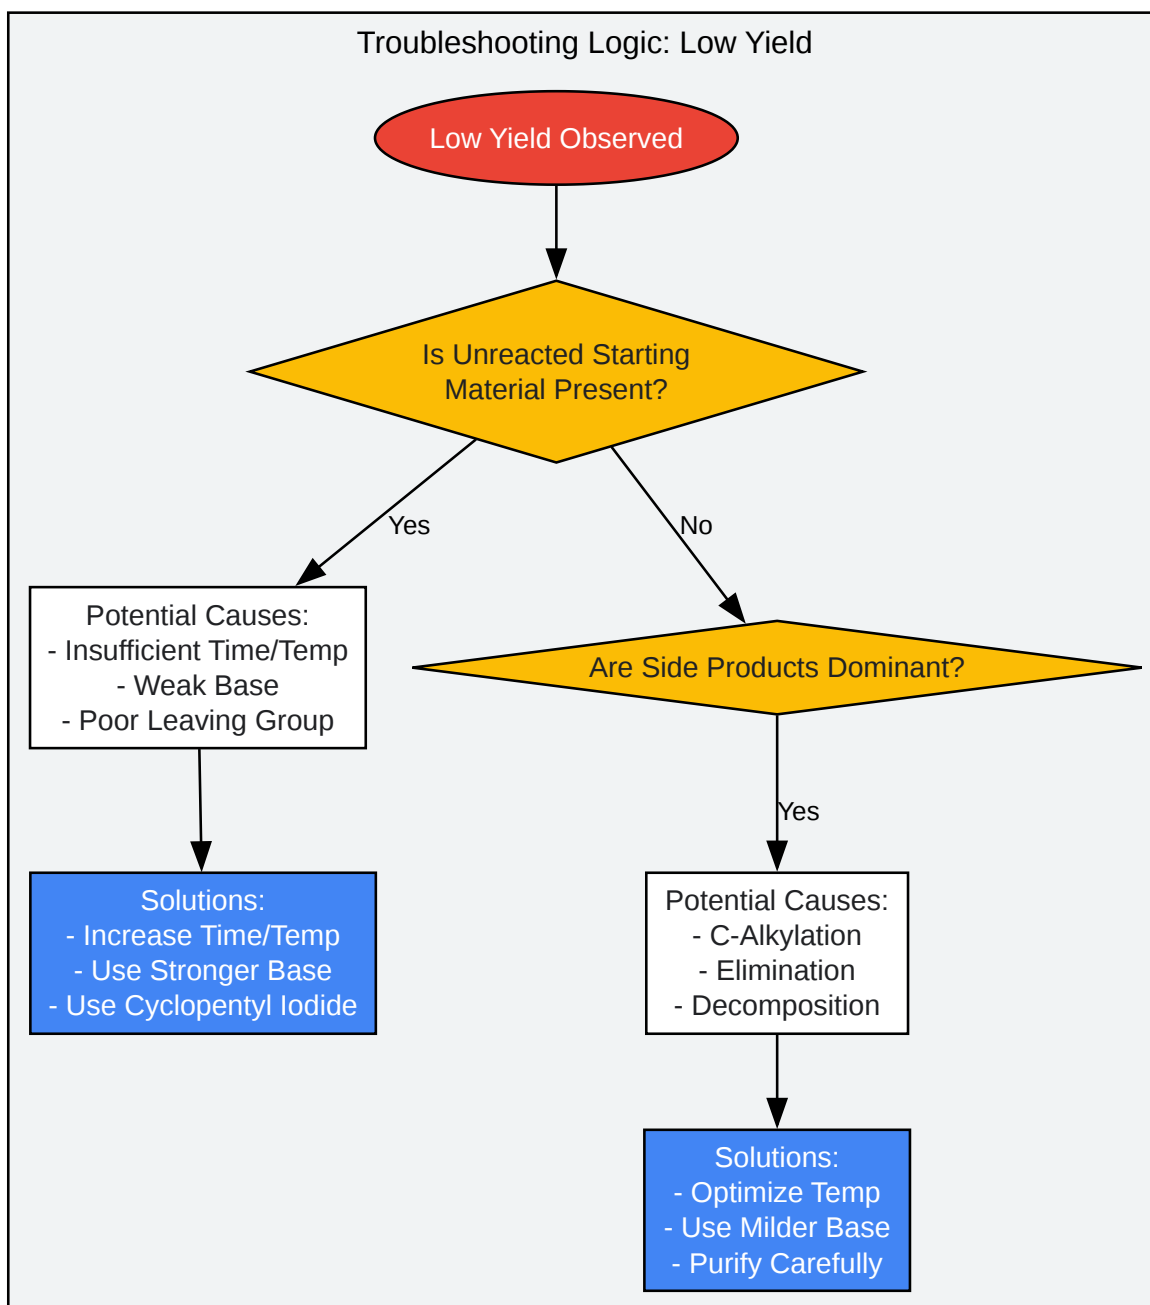 Troubleshooting Logic: Low Yield
Low Yield Observed
Is Unreacted Starting
Material Present?
Yes
No
Potential Causes:
- Insufficient Time/Temp
- Weak Base
- Poor Leaving Group
Are Side Products Dominant?
Yes
Solutions:
- Increase Time/Temp
- Use Stronger Base
- Use Cyclopentyl Iodide
Potential Causes:
- C-Alkylation
- Elimination
- Decomposition
Solutions:
- Optimize Temp
- Use Milder Base
- Purify Carefully